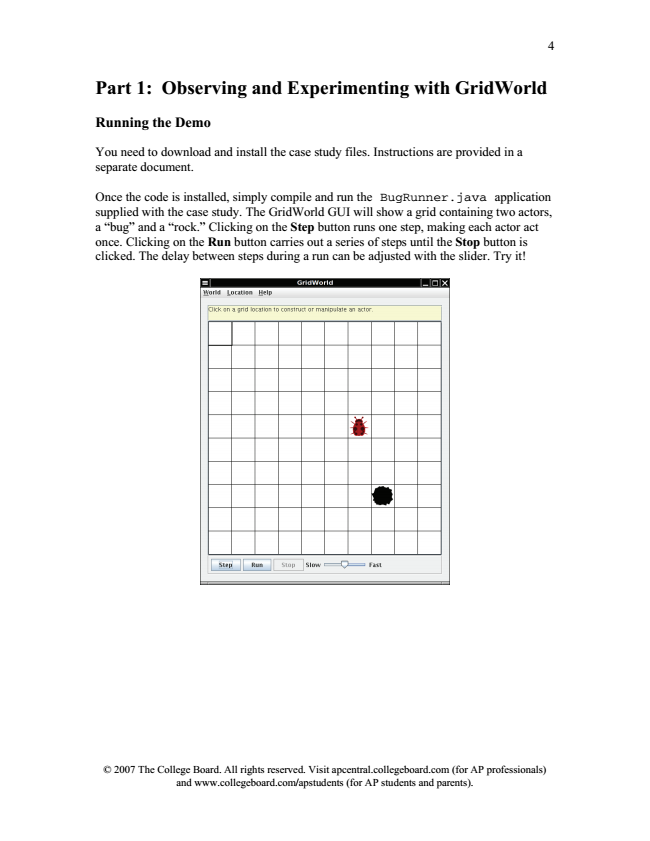 4
Part 1:  Observing and Experimenting with GridWorld
Running the Demo
You need to download and install the case study files. Instructions are provided in a
separate document.
Once the code is installed, simply compile and run the BugRunner.java application
supplied with the case study. The GridWorld GUI will show a grid containing two actors,
a “bug” and a “rock.” Clicking on the Step button runs one step, making each actor act
once. Clicking on the Run button carries out a series of steps until the Stop button is
clicked. The delay between steps during a run can be adjusted with the slider. Try it!
GridWorld
World Location Help
Click on a grid location to construct or manipulate an actor.
Step Run Stop Slow Fast
© 2007 The College Board. All rights reserved. Visit apcentral.collegeboard.com (for AP professionals)
and www.collegeboard.com/apstudents (for AP students and parents).